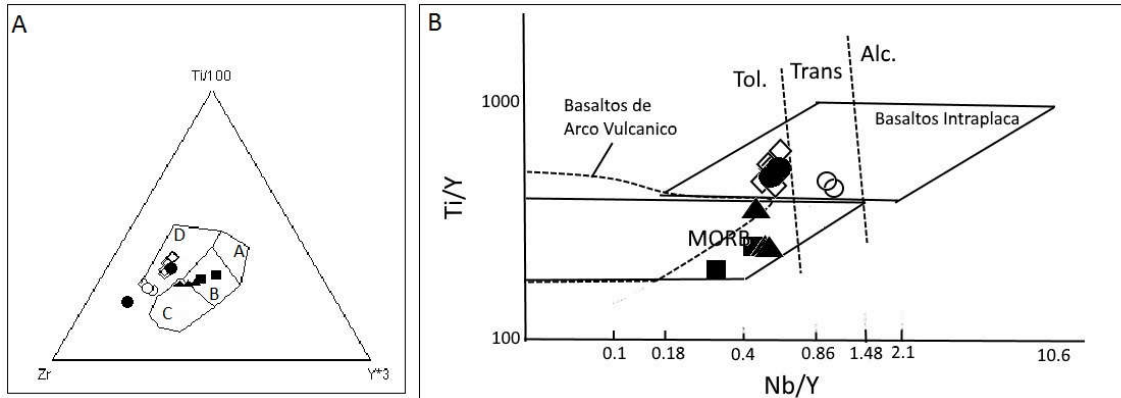 A
Ti/100
D
A
B
C
Zr
Y*3
B
Alc.
Trans
Tol.
1000
Basaltos de
Arco Vulcanico
Basaltos Intraplaca
Ti/Y
MORB
100
0.1
0.18
0.4
0.86
1.48
2.1
10.6
Nb/Y